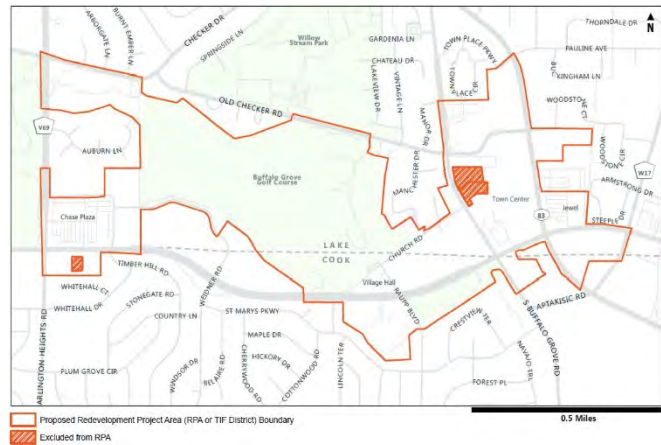 THORNDALE DR
N
CHECKER DR
BURNT EMBER LN
ARBORGATE LN
SPRINGSIDE LN
Willow
Stream Park
GARDENIA LN
CHATEAU DR
LAKEVIEW DR
VINTAGE LN
TOWN PLACE PKWY
TOWN PLACE CIR
PAULINE AVE
BUCKINGHAM LN
WOODSTONE CT
WOODSTONE CIR
OLD CHECKER RD
MANOR DR
MANCHESTER DR
V69
AUBURN LN
Buffalo Grove
Golf Course
W17
ARMSTRONG DR
Chase Plaza
Town Center
Jewel
83
STEEPLE DR
LAKE
COOK
CHURCH RD
TIMBER HILL RD
WEIDNER RD
Village Hall
RAUPP BLVD
WHITEHALL CT
WHITEHALL DR
STONEGATE RD
COUNTRY LN
ST MARYS PKWY
CRESTVIEW TER
APTAKISIC RD
S BUFFALO GROVE RD
NAVAJO TRL
ARLINGTON HEIGHTS RD
PLUM GROVE CIR
WINDSOR DR
BELAIRE RD
CHERRYWOOD RD
MAPLE DR
HICKORY DR
COTTONWOOD RD
LINCOLN TER
FOREST PL
Proposed Redevelopment Project Area (RPA or TIF District) Boundary
Excluded from RPA
0.5 Miles